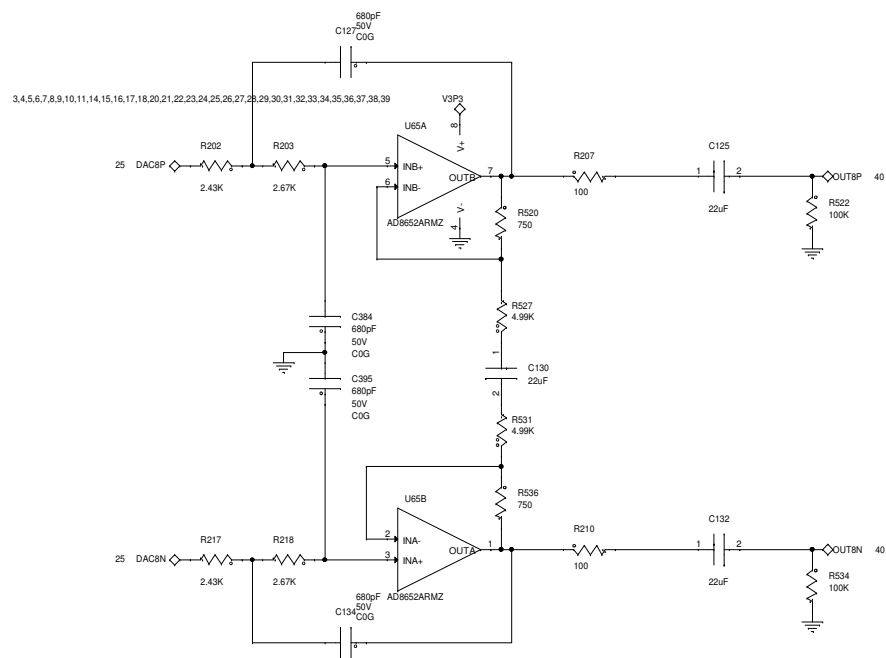 680pF
50V
C127
C0G
3,4,5,6,7,8,9,10,11,14,15,16,17,18,20,21,22,23,24,25,26,27,28,29,30,31,32,33,34,35,36,37,38,39
V3P3
U65A
8
V+
R202
R203
25 DAC8P
5
INB+
6
INB-
OUTB
7
2.43K
2.67K
R207
100
C125
1
2
22uF
OUT8P 40
V-
4
AD8652ARMZ
R520
750
R522
100K
R527
4.99K
C384
680pF
50V
C0G
1
C130
22uF
2
C395
680pF
50V
C0G
R531
4.99K
U65B
R536
750
R217
R218
25 DAC8N
2
INA-
3
INA+
OUTA
1
2.43K
2.67K
R210
100
C132
1
2
22uF
OUT8N 40
AD8652ARMZ
R534
100K
680pF
50V
C134
C0G